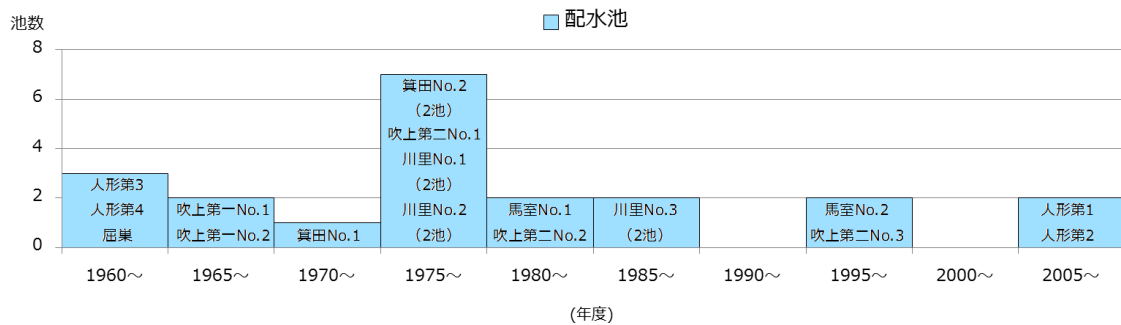 池数
配水池
8
6
4
2
0
人形第3
人形第4
屈巣
吹上第一No.1
吹上第一No.2
箕田No.1
箕田No.2
（2池）
吹上第二No.1
川里No.1
（2池）
川里No.2
（2池）
馬室No.1
吹上第二No.2
川里No.3
（2池）
馬室No.2
吹上第二No.3
人形第1
人形第2
1960～ 1965～ 1970～ 1975～ 1980～ 1985～ 1990～ 1995～ 2000～ 2005～
(年度)